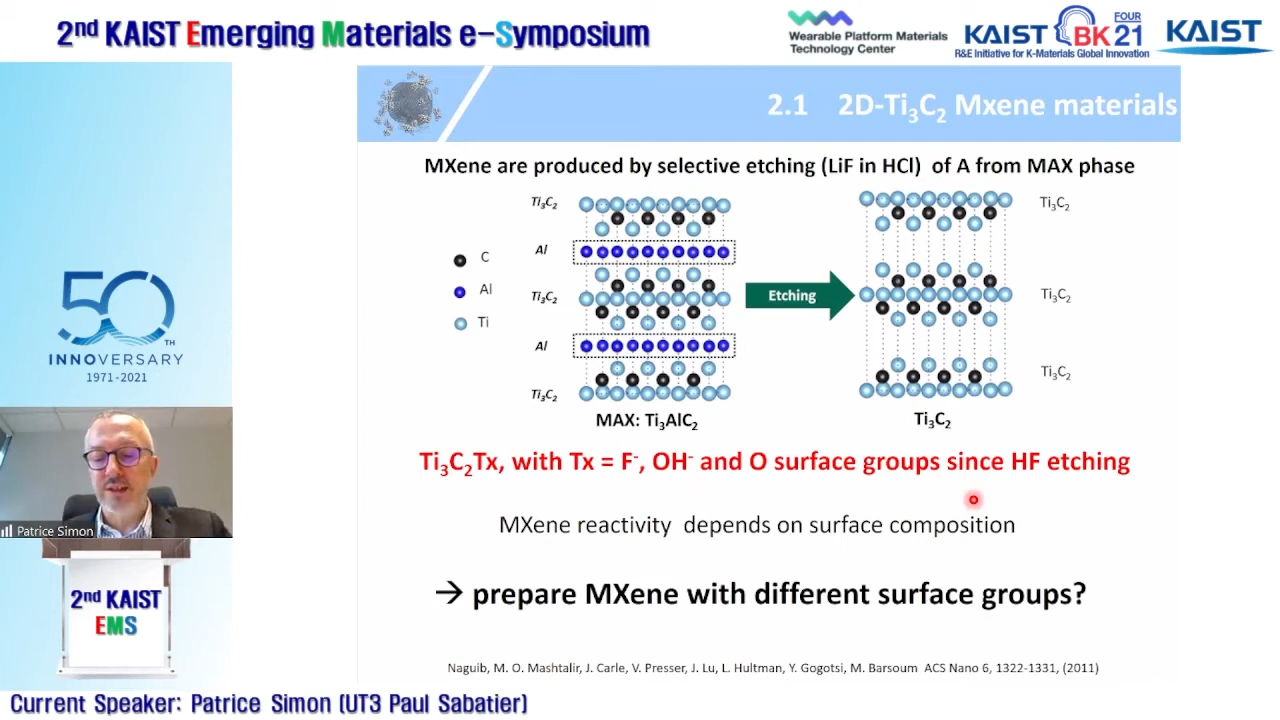 2nd KAIST Emerging Materials e-Symposium
Wearable Platform Materials
Technology Center
KAIST BK FOUR 21
R&E Initiative for K-Materials Global Innovation
KAIST
2.1 2D-Ti3C2 Mxene materials
MXene are produced by selective etching (LiF in HCl) of A from MAX phase
Ti3C2
Al
Ti3C2
Al
Ti3C2
C
Al
Ti
MAX: Ti3AlC2
Etching
Ti3C2
Ti3C2
Ti3C2
Ti3C2
Ti3C2Tx, with Tx = F-, OH- and O surface groups since HF etching
MXene reactivity depends on surface composition
→ prepare MXene with different surface groups?
Naguib, M. O. Mashtalir, J. Carle, V. Presser, J. Lu, L. Hultman, Y. Gogotsi, M. Barsoum ACS Nano 6, 1322-1331, (2011)
50TH
INNOVERSARY
1971-2021
Patrice Simon
2nd KAIST
EMS
Current Speaker: Patrice Simon (UT3 Paul Sabatier)